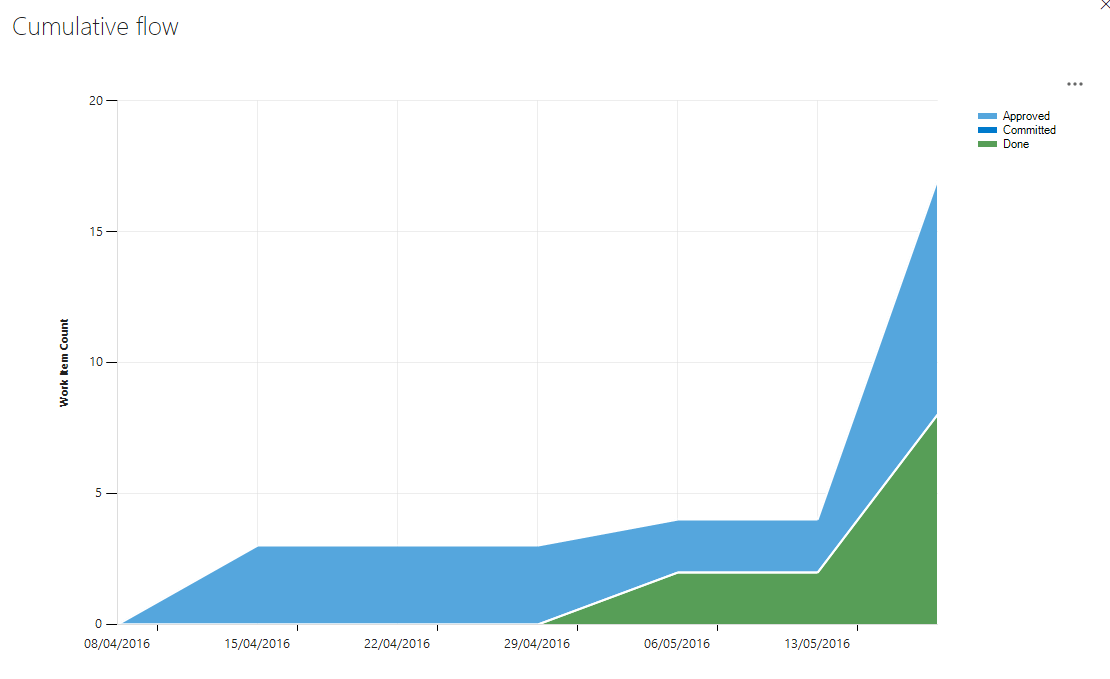 Cumulative flow
20
15
10
5
0
Work Item Count
08/04/2016 15/04/2016 22/04/2016 29/04/2016 06/05/2016 13/05/2016
Approved
Committed
Done